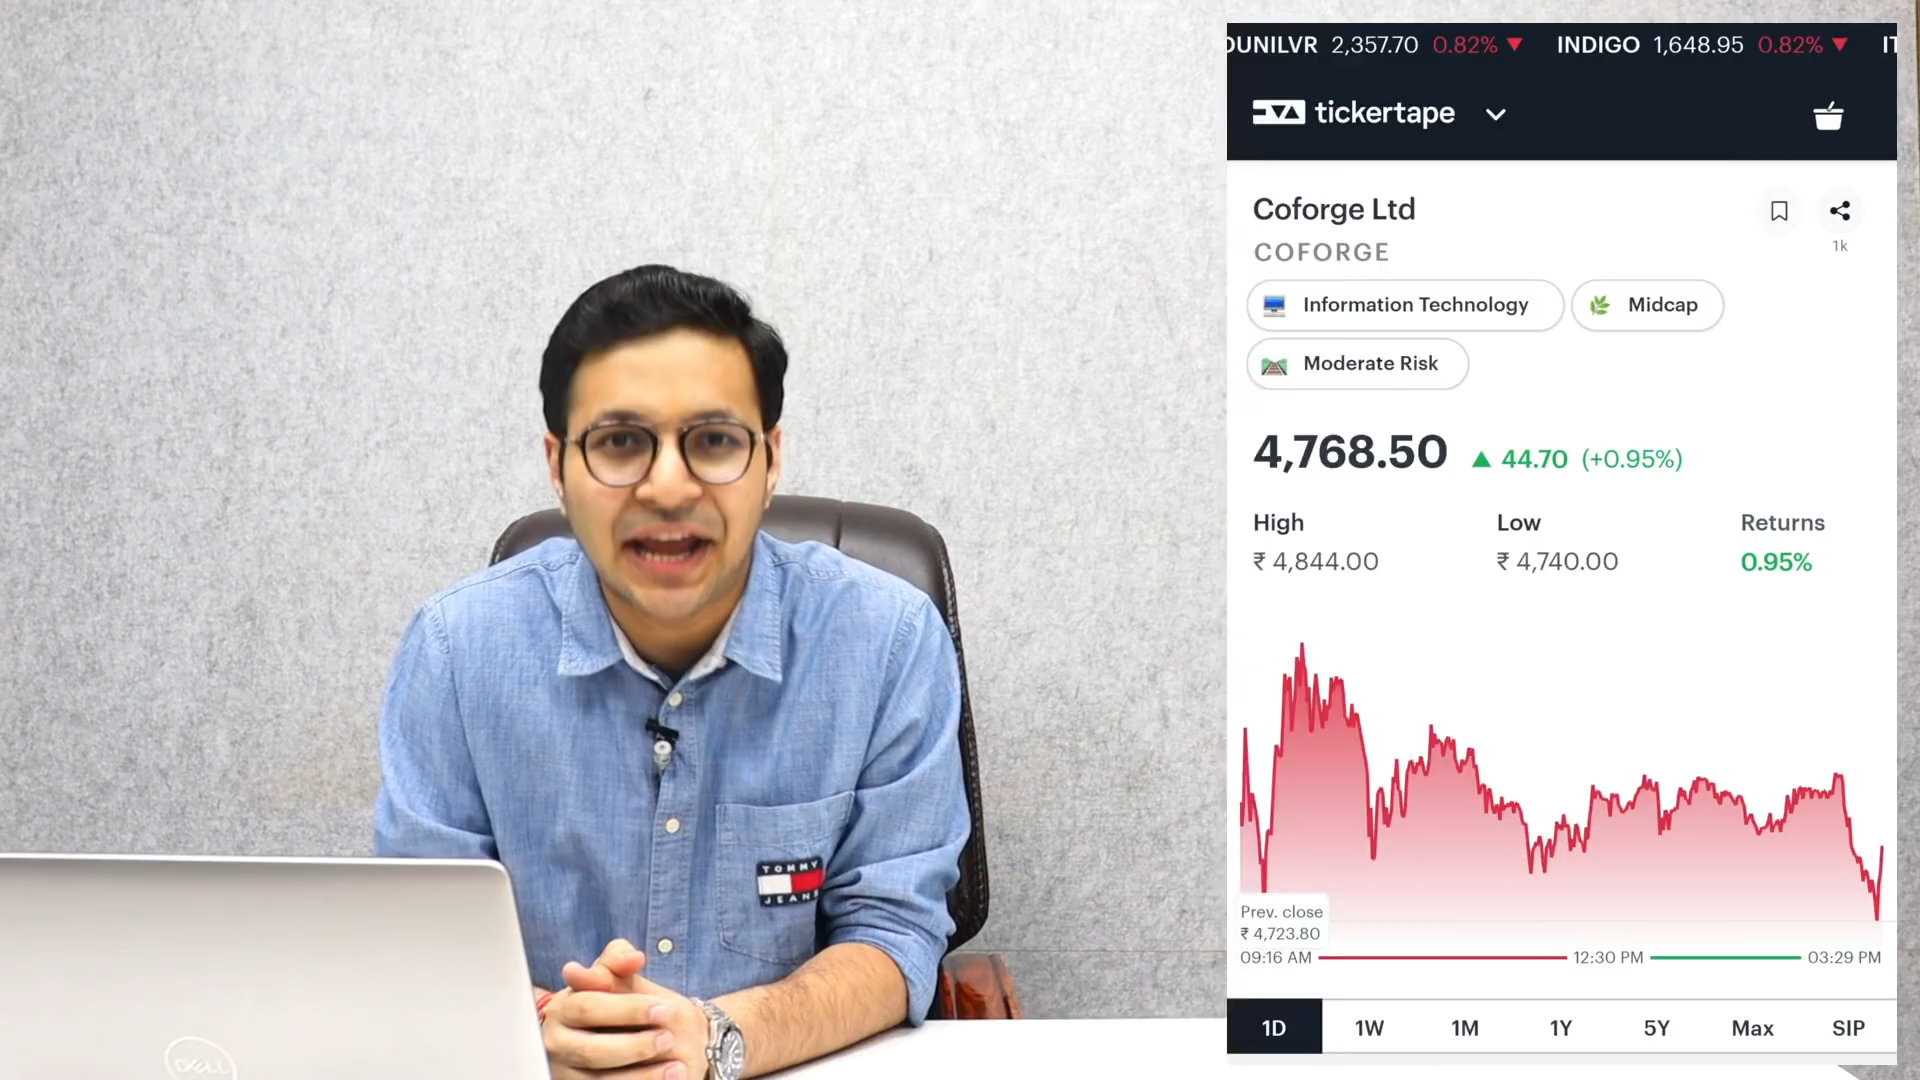 OUNILVR 2,357.70 0.82% ▼ INDIGO 1,648.95 0.82% ▼ IT
tickertape
Coforge Ltd
1k
COFORGE
Information Technology Midcap
Moderate Risk
4,768.50 ▲ 44.70 (+0.95%)
High Low Returns
₹ 4,844.00 ₹ 4,740.00 0.95%
TOMMY
JEANS
Prev. close
₹ 4,723.80
09:16 AM 12:30 PM 03:29 PM
1D 1W 1M 1Y 5Y Max SIP
DELL